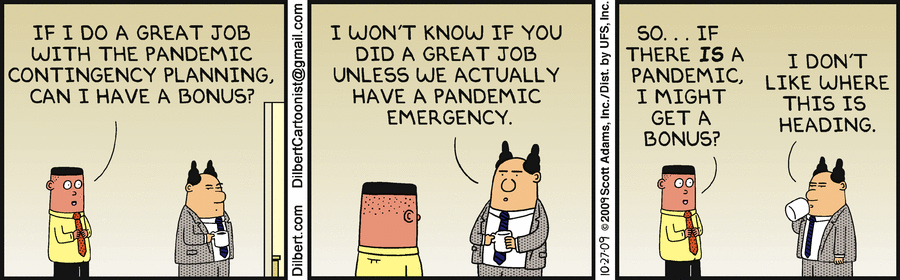 IF I DO A GREAT JOB
WITH THE PANDEMIC
CONTINGENCY PLANNING,
CAN I HAVE A BONUS?
Dilbert.com DilbertCartoonist@gmail.com
I WON'T KNOW IF YOU
DID A GREAT JOB
UNLESS WE ACTUALLY
HAVE A PANDEMIC
EMERGENCY.
10-27-09 ©2009 Scott Adams, Inc./Dist. by UFS, Inc.
SO... IF
THERE IS A
PANDEMIC,
I MIGHT
GET A
BONUS?
I DON'T
LIKE WHERE
THIS IS
HEADING.